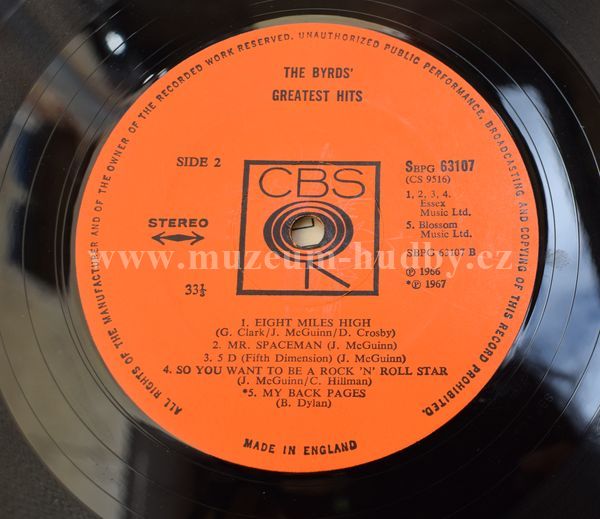 ALL RIGHTS OF THE MANUFACTURER AND OF THE OWNER OF THE RECORDED WORK RESERVED. UNAUTHORIZED PUBLIC PERFORMANCE, BROADCASTING AND COPYING OF THIS RECORD PROHIBITED.
THE BYRDS'
GREATEST HITS
SIDE 2
CBS
SBPG 63107
(CS 9516)
1, 2, 3, 4.
Essex
Music Ltd.
5. Blossom
Music Ltd.
STEREO
SBPG 62107 B
℗ 1966
*℗ 1967
33⅓
www.muzeum-hudby.cz
1. EIGHT MILES HIGH
(G. Clark/J. McGuinn/D. Crosby)
2. MR. SPACEMAN (J. McGuinn)
3. 5 D (Fifth Dimension) (J. McGuinn)
4. SO YOU WANT TO BE A ROCK 'N' ROLL STAR
(J. McGuinn/C. Hillman)
*5. MY BACK PAGES
(B. Dylan)
MADE IN ENGLAND